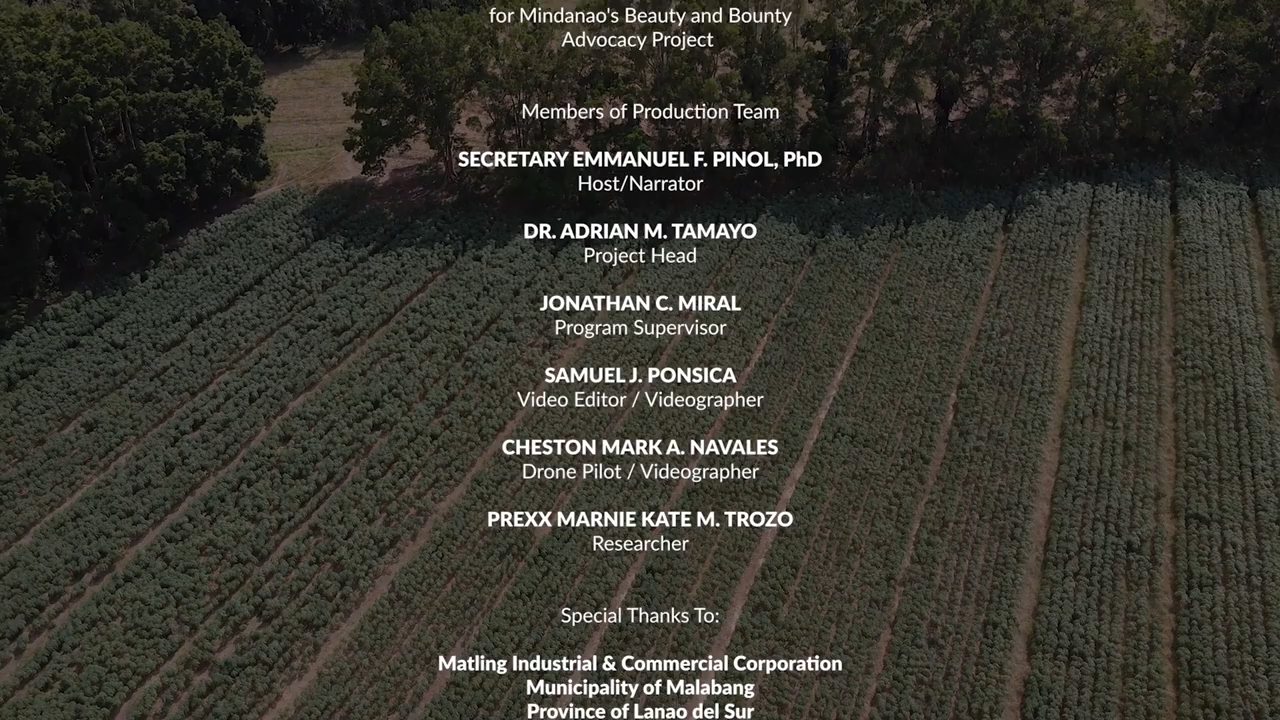 for Mindanao's Beauty and Bounty
Advocacy Project
Members of Production Team
SECRETARY EMMANUEL F. PINOL, PhD
Host/Narrator
DR. ADRIAN M. TAMAYO
Project Head
JONATHAN C. MIRAL
Program Supervisor
SAMUEL J. PONSICA
Video Editor / Videographer
CHESTON MARK A. NAVALES
Drone Pilot / Videographer
PREXX MARNIE KATE M. TROZO
Researcher
Special Thanks To:
Matling Industrial & Commercial Corporation
Municipality of Malabang
Province of Lanao del Sur